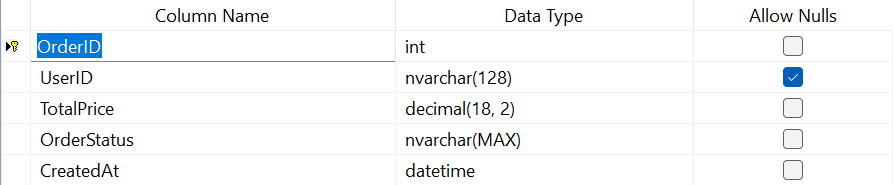 Column Name Data Type Allow Nulls
OrderID int
UserID nvarchar(128)
TotalPrice decimal(18, 2)
OrderStatus nvarchar(MAX)
CreatedAt datetime